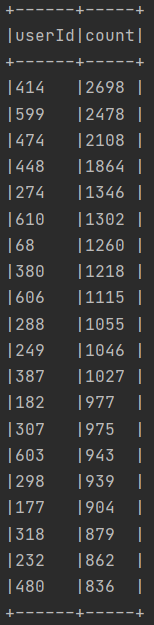 +------+-----+
|userId|count|
+------+-----+
|414   |2698 |
|599   |2478 |
|474   |2108 |
|448   |1864 |
|274   |1346 |
|610   |1302 |
|68    |1260 |
|380   |1218 |
|606   |1115 |
|288   |1055 |
|249   |1046 |
|387   |1027 |
|182   |977  |
|307   |975  |
|603   |943  |
|298   |939  |
|177   |904  |
|318   |879  |
|232   |862  |
|480   |836  |
+------+-----+